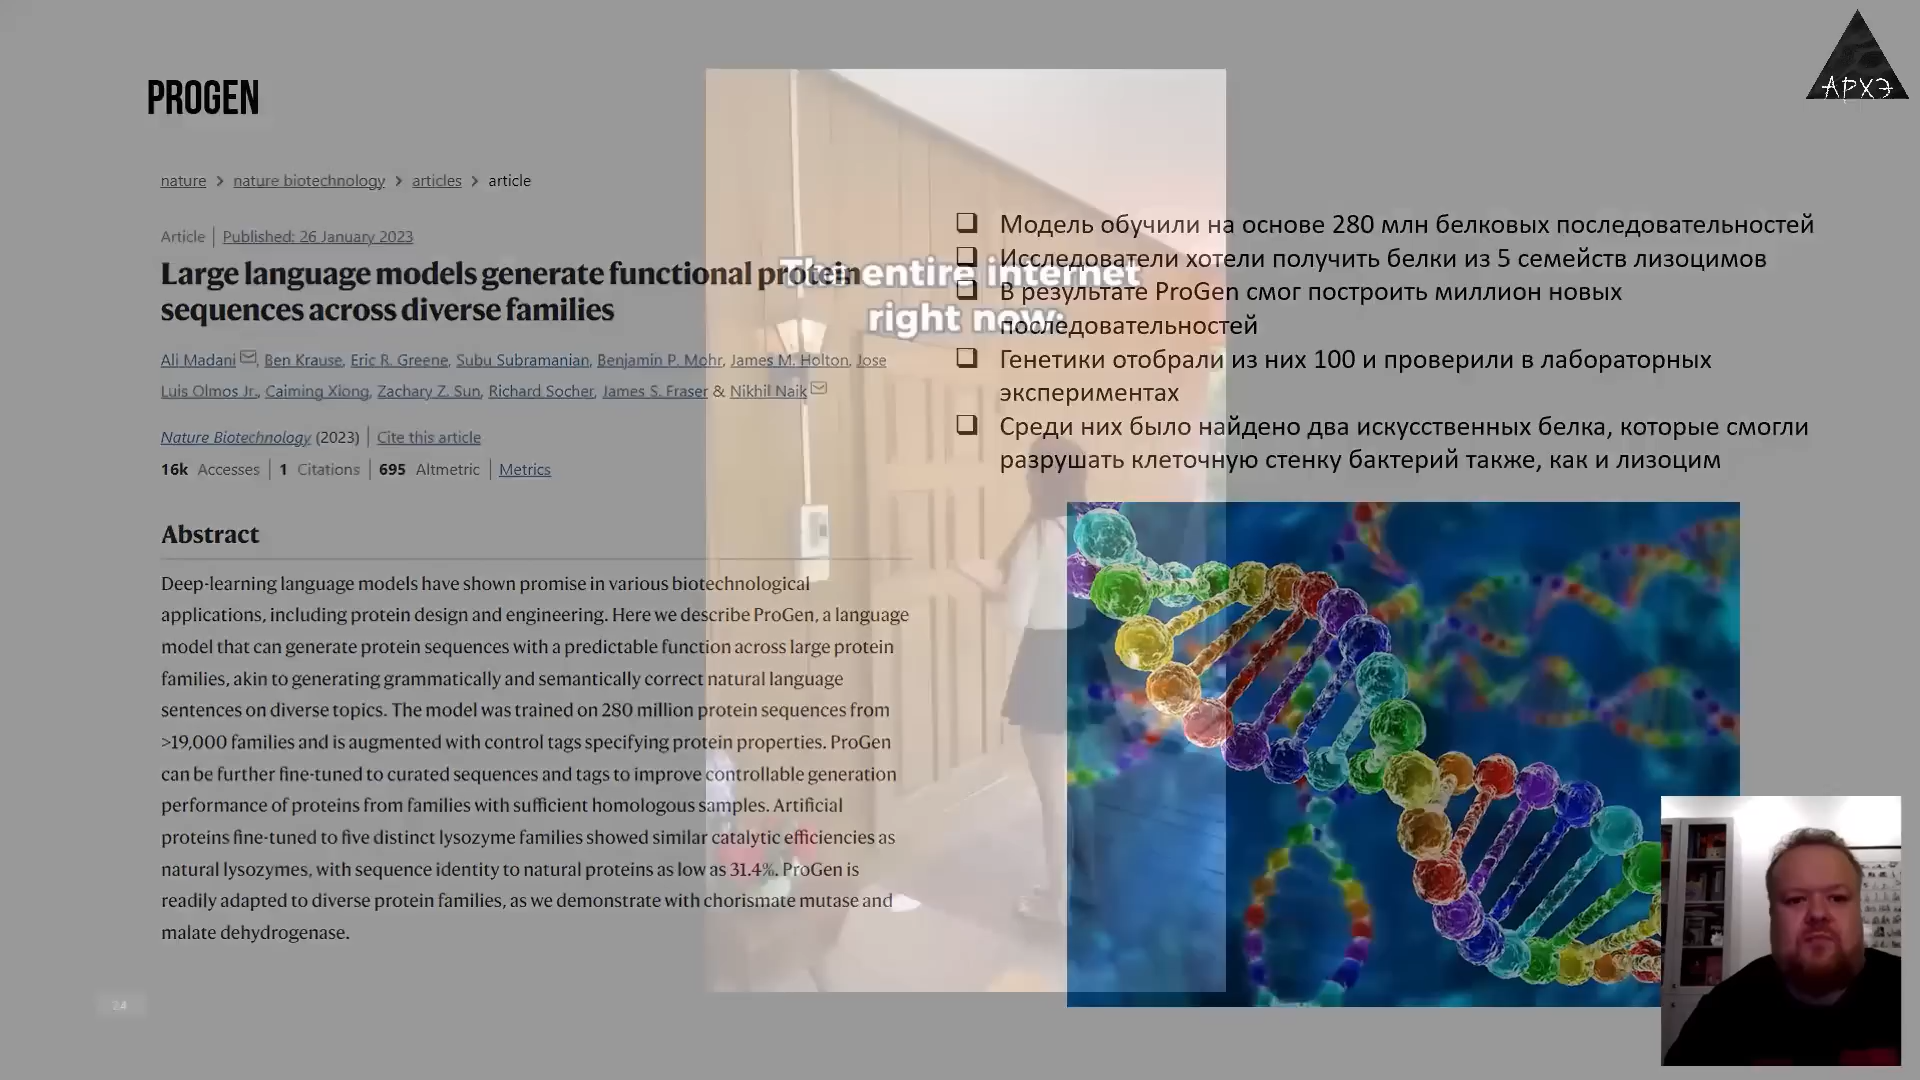 PROGEN
АРХЭ
nature > nature biotechnology > articles > article
Article | Published: 26 January 2023
Large language models generate functional protein
sequences across diverse families
Ali Madani, Ben Krause, Eric R. Greene, Subu Subramanian, Benjamin P. Mohr, James M. Holton, Jose
Luis Olmos Jr., Caiming Xiong, Zachary Z. Sun, Richard Socher, James S. Fraser & Nikhil Naik
Nature Biotechnology (2023) | Cite this article
16k Accesses | 1 Citations | 695 Altmetric | Metrics
Abstract
Deep-learning language models have shown promise in various biotechnological
applications, including protein design and engineering. Here we describe ProGen, a language
model that can generate protein sequences with a predictable function across large protein
families, akin to generating grammatically and semantically correct natural language
sentences on diverse topics. The model was trained on 280 million protein sequences from
>19,000 families and is augmented with control tags specifying protein properties. ProGen
can be further fine-tuned to curated sequences and tags to improve controllable generation
performance of proteins from families with sufficient homologous samples. Artificial
proteins fine-tuned to five distinct lysozyme families showed similar catalytic efficiencies as
natural lysozymes, with sequence identity to natural proteins as low as 31.4%. ProGen is
readily adapted to diverse protein families, as we demonstrate with chorismate mutase and
malate dehydrogenase.
The entire internet
right now:
❑ Модель обучили на основе 280 млн белковых последовательностей
❑ Исследователи хотели получить белки из 5 семейств лизоцимов
❑ В результате ProGen смог построить миллион новых
последовательностей
❑ Генетики отобрали из них 100 и проверили в лабораторных
экспериментах
❑ Среди них было найдено два искусственных белка, которые смогли
разрушать клеточную стенку бактерий также, как и лизоцим
24